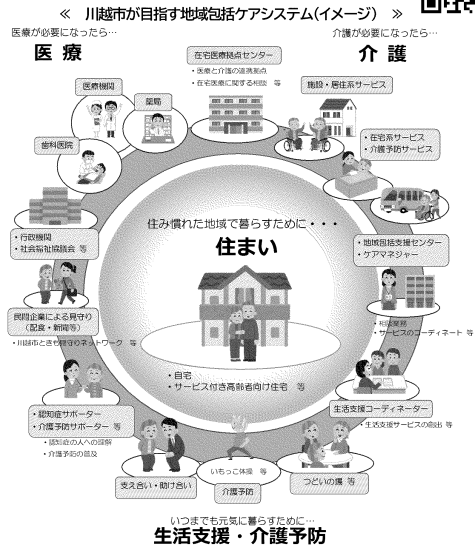 ≪ 川越市が目指す地域包括ケアシステム(イメージ) ≫
医療が必要になったら…
医療
介護が必要になったら…
介護
在宅医療拠点センター
・医療と介護の連携拠点
・在宅医療に関する相談 等
医療機関
薬局
歯科医院
施設・居住系サービス
・在宅系サービス
・介護予防サービス
・行政機関
・社会福祉協議会 等
住み慣れた地域で暮らすために・・・
住まい
・自宅
・サービス付き高齢者向け住宅 等
・地域包括支援センター
・ケアマネジャー
・相談業務
・サービスのコーディネート 等
民間企業による見守り
(配食・新聞等)
・川越市ときも見守りネットワーク 等
生活支援コーディネーター
・生活支援サービスの創出 等
・認知症サポーター
・介護予防サポーター 等
・認知症の人への理解
・介護予防の普及
支え合い・助け合い
いもっこ体操 等
介護予防
つどいの場 等
いつまでも元気に暮らすために…
生活支援・介護予防